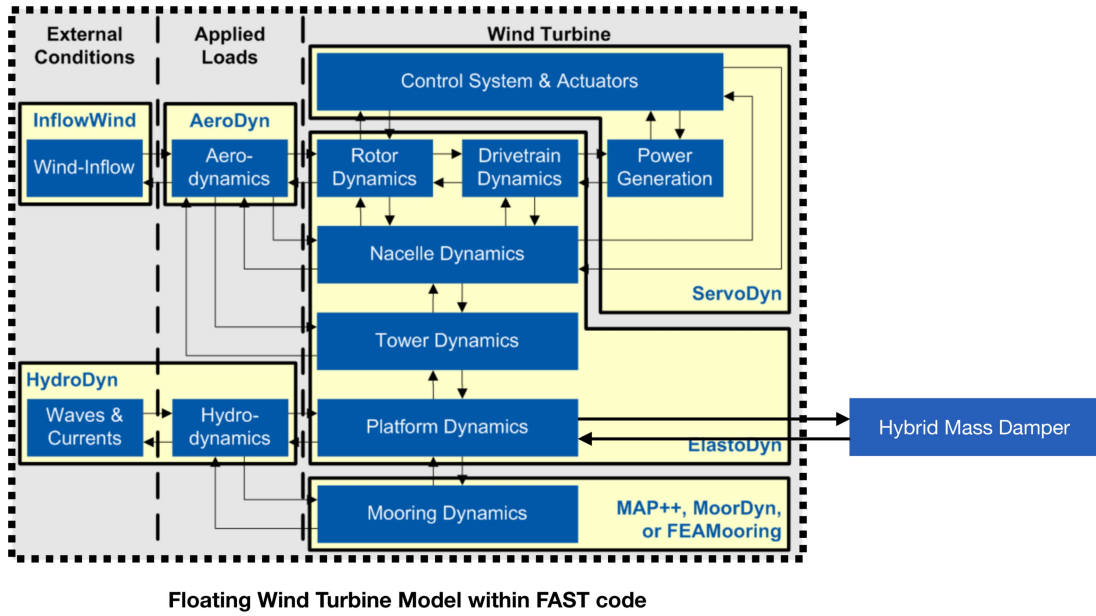 External
Conditions
Applied
Loads
Wind Turbine
Control System & Actuators
InflowWind
AeroDyn
Wind-Inflow
Aero-
dynamics
Rotor
Dynamics
Drivetrain
Dynamics
Power
Generation
Nacelle Dynamics
ServoDyn
Tower Dynamics
HydroDyn
Waves &
Currents
Hydro-
dynamics
Platform Dynamics
ElastoDyn
Hybrid Mass Damper
Mooring Dynamics
MAP++, MoorDyn,
or FEAMooring
Floating Wind Turbine Model within FAST code